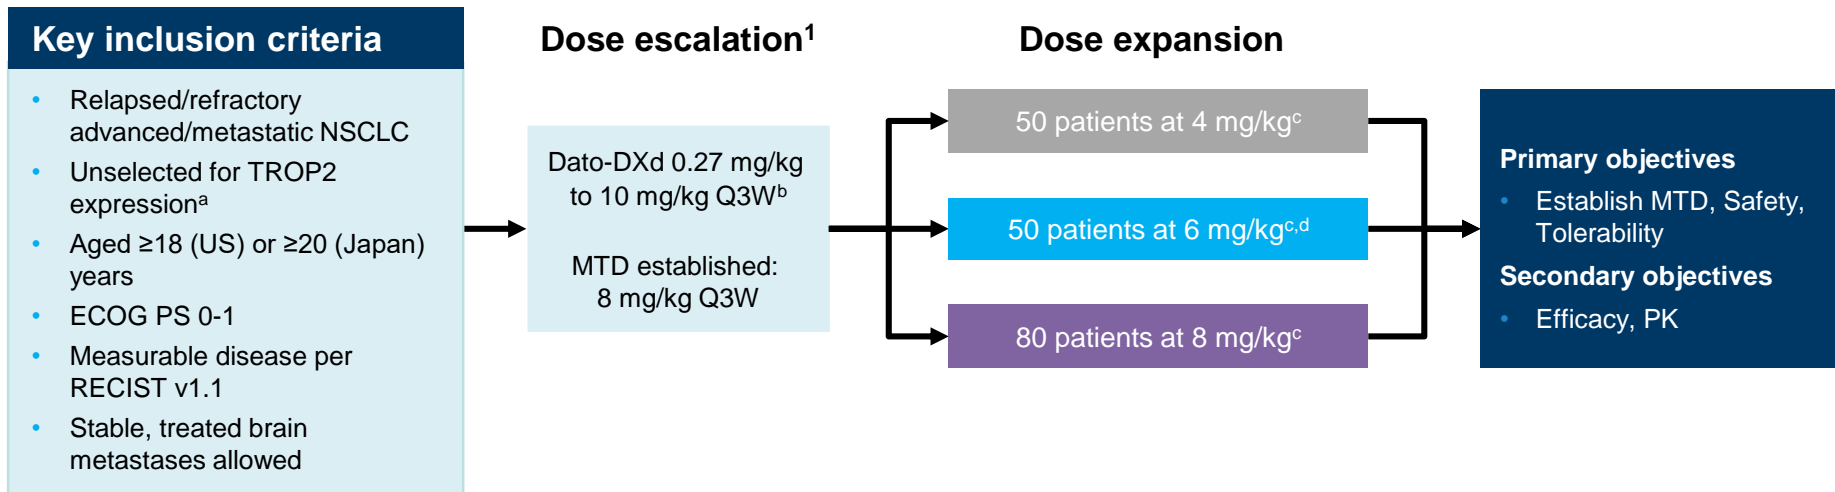 Key inclusion criteria
• Relapsed/refractory
advanced/metastatic NSCLC
• Unselected for TROP2
expressionᵃ
• Aged ≥18 (US) or ≥20 (Japan)
years
• ECOG PS 0-1
• Measurable disease per
RECIST v1.1
• Stable, treated brain
metastases allowed
Dose escalation¹
Dato-DXd 0.27 mg/kg
to 10 mg/kg Q3Wᵇ
MTD established:
8 mg/kg Q3W
Dose expansion
50 patients at 4 mg/kgᶜ
50 patients at 6 mg/kgᶜ,ᵈ
80 patients at 8 mg/kgᶜ
Primary objectives
• Establish MTD, Safety,
Tolerability
Secondary objectives
• Efficacy, PK